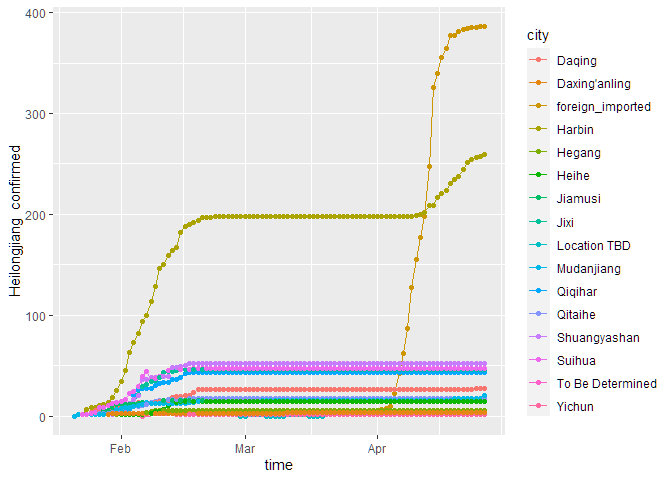 400
300
200
100
0
Heilongjiang_confirmed
Feb
Mar
Apr
time
city
Daqing
Daxing'anling
foreign_imported
Harbin
Hegang
Heihe
Jiamusi
Jixi
Location TBD
Mudanjiang
Qiqihar
Qitaihe
Shuangyashan
Suihua
To Be Determined
Yichun